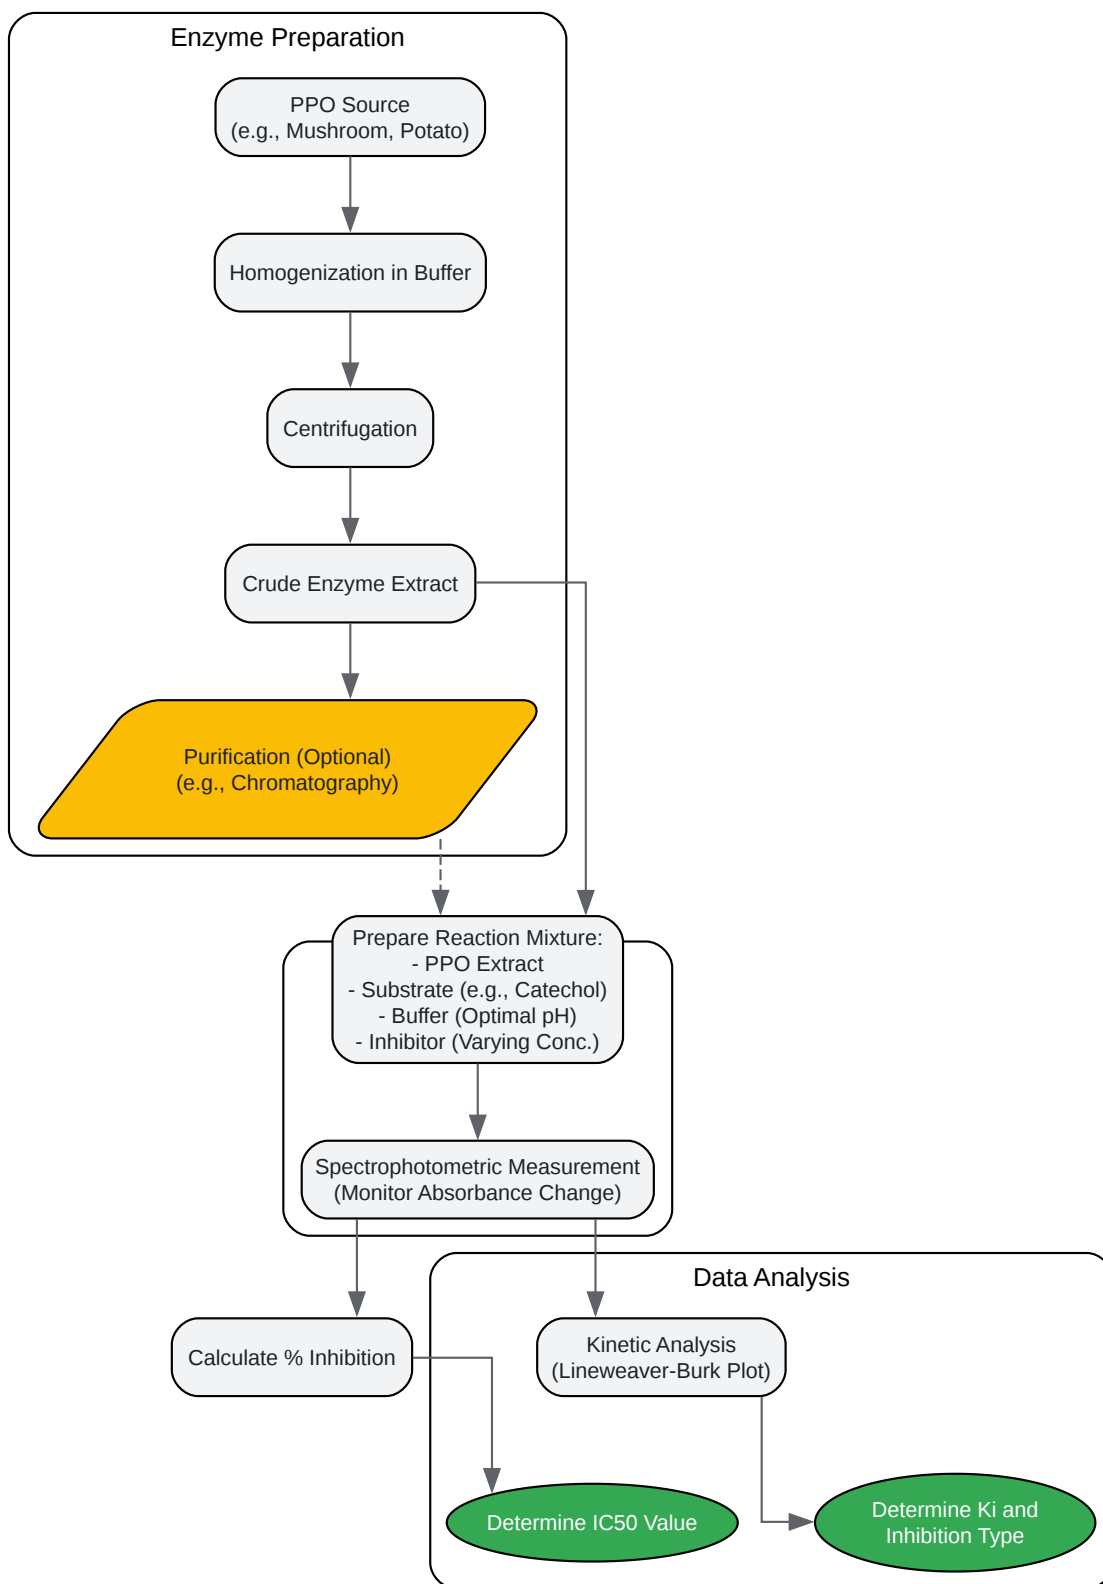 Enzyme Preparation
PPO Source
(e.g., Mushroom, Potato)
Homogenization in Buffer
Centrifugation
Crude Enzyme Extract
Purification (Optional)
(e.g., Chromatography)
Prepare Reaction Mixture:
- PPO Extract
- Substrate (e.g., Catechol)
- Buffer (Optimal pH)
- Inhibitor (Varying Conc.)
Spectrophotometric Measurement
(Monitor Absorbance Change)
Data Analysis
Calculate % Inhibition
Kinetic Analysis
(Lineweaver-Burk Plot)
Determine IC50 Value
Determine Ki and
Inhibition Type